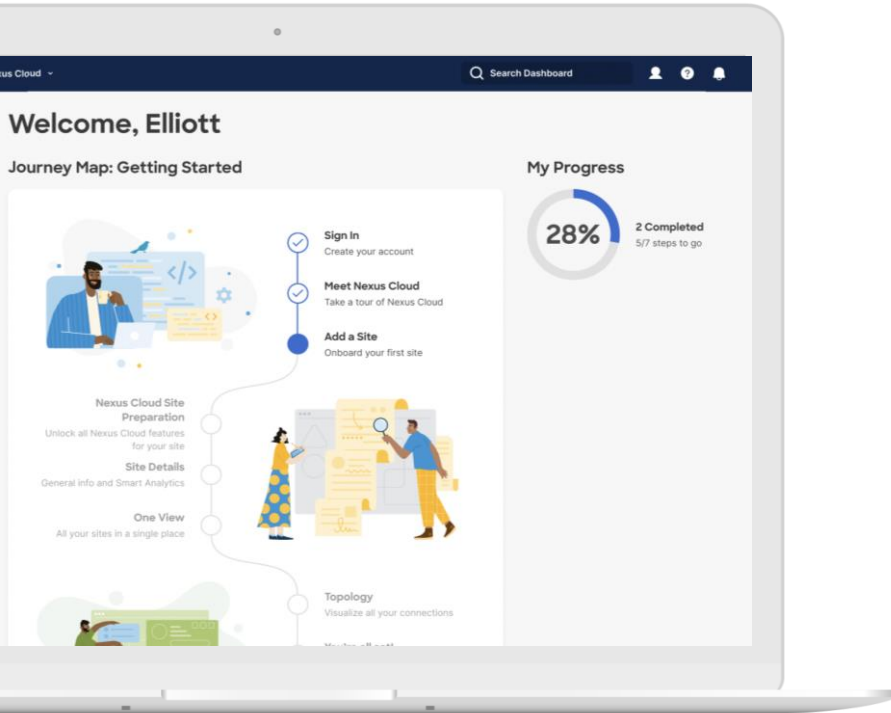 Cloud
Search Dashboard
Welcome, Elliott
Journey Map: Getting Started
My Progress
28%
2 Completed
5/7 steps to go
Sign In
Create your account
Meet Nexus Cloud
Take a tour of Nexus Cloud
Add a Site
Onboard your first site
Nexus Cloud Site
Preparation
Unlock all Nexus Cloud features
for your site
Site Details
General info and Smart Analytics
One View
All your sites in a single place
Topology
Visualize all your connections